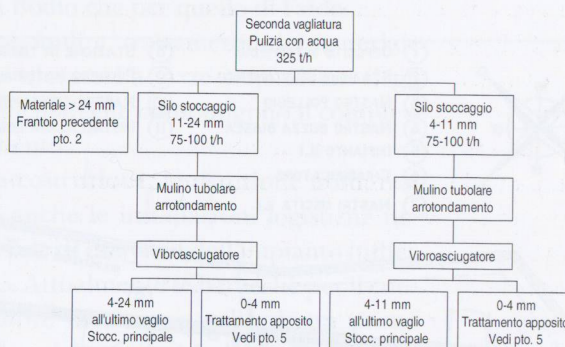 Seconda vagliatura
Pulizia con acqua
325 t/h
Materiale > 24 mm
Frantoio precedente
pto. 2
Silo stoccaggio
11-24 mm
75-100 t/h
Silo stoccaggio
4-11 mm
75-100 t/h
Mulino tubolare
arrotondamento
Mulino tubolare
arrotondamento
Vibroasciugatore
Vibroasciugatore
4-24 mm
all'ultimo vaglio
Stocc. principale
0-4 mm
Trattamento apposito
Vedi pto. 5
4-11 mm
all'ultimo vaglio
Stocc. principale
0-4 mm
Trattamento apposito
Vedi pto. 5